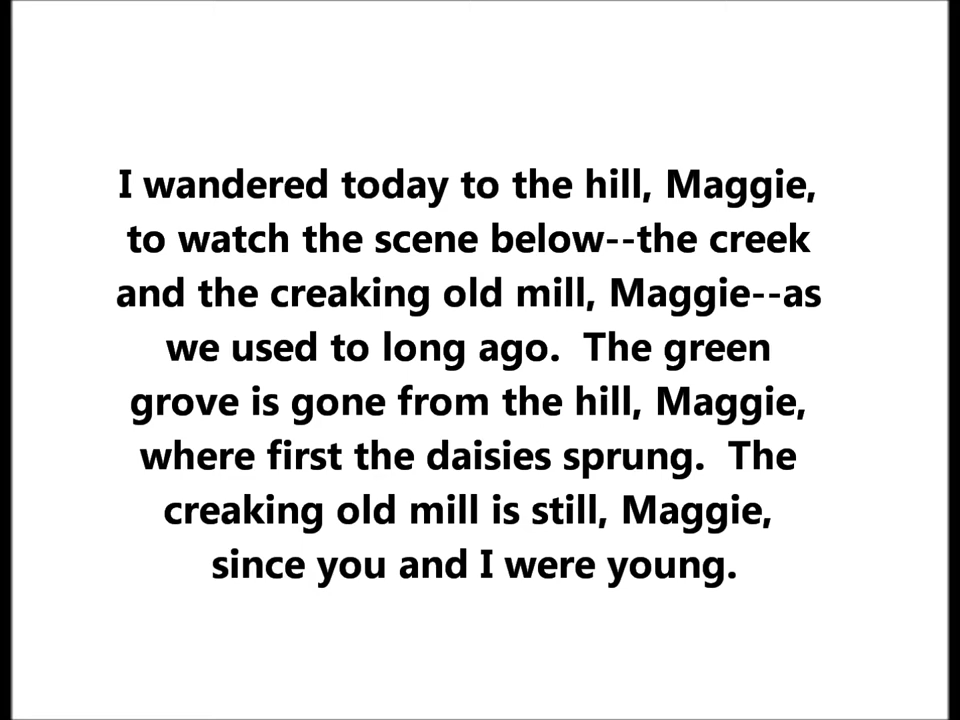 I wandered today to the hill, Maggie,
to watch the scene below--the creek
and the creaking old mill, Maggie--as
we used to long ago.  The green
grove is gone from the hill, Maggie,
where first the daisies sprung.  The
creaking old mill is still, Maggie,
since you and I were young.